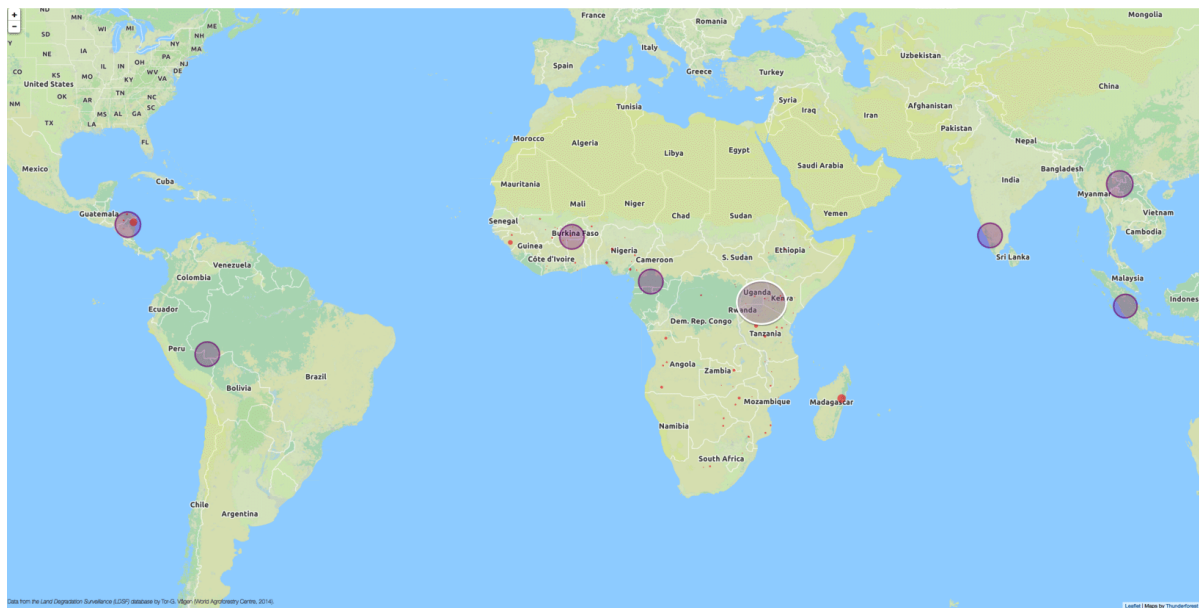 +
−
ND
MN
SD
WI
MI
ME
NH
NY
MA
Y
NE
IA
PA
NJ
OH
IL
IN
DE
WV
VA
CO
KS
MO
KY
United States
OK
TN
NC
AR
SC
NM
MS
AL
GA
TX
LA
FL
Mexico
Cuba
Guatemala
Venezuela
Colombia
Ecuador
Peru
Brazil
Bolivia
Chile
Argentina
France
Romania
Italy
Spain
Greece
Turkey
Mongolia
Uzbekistan
China
Syria
Iraq
Iran
Afghanistan
Pakistan
Nepal
Tunisia
Morocco
Algeria
Libya
Egypt
Saudi Arabia
Bangladesh
India
Myanmar
Mauritania
Mali
Niger
Chad
Sudan
Yemen
Vietnam
Senegal
Burkina Faso
Cambodia
Guinea
Nigeria
Ethiopia
Côte d'Ivoire
Cameroon
S. Sudan
Sri Lanka
Malaysia
Uganda
Kenya
Indones
Rwanda
Dem. Rep. Congo
Tanzania
Angola
Zambia
Mozambique
Madagascar
Namibia
South Africa
Data from the Land Degradation Surveillance (LDSF) database by Tor-G. Vågen (World Agroforestry Centre, 2014).
Leaflet | Maps by Thunderforest